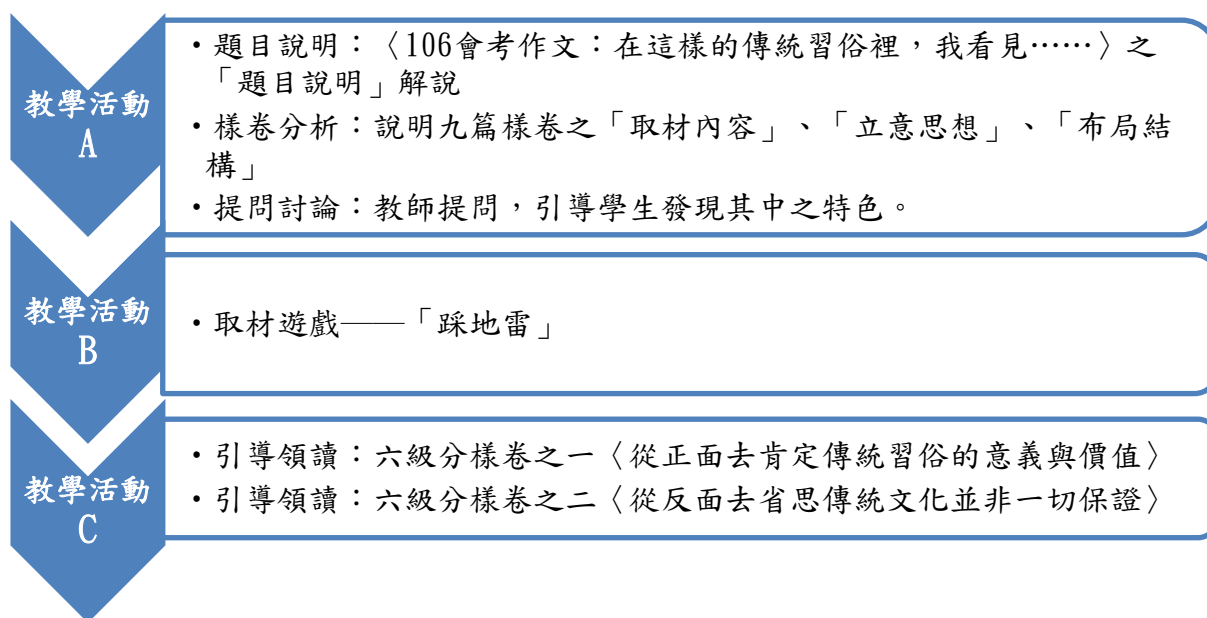 教學活動
A
•題目說明：〈106會考作文：在這樣的傳統習俗裡，我看見……〉之
「題目說明」解說
•樣卷分析：說明九篇樣卷之「取材內容」、「立意思想」、「布局結
構」
•提問討論：教師提問，引導學生發現其中之特色。
教學活動
B
•取材遊戲——「踩地雷」
教學活動
C
•引導領讀：六級分樣卷之一〈從正面去肯定傳統習俗的意義與價值〉
•引導領讀：六級分樣卷之二〈從反面去省思傳統文化並非一切保證〉